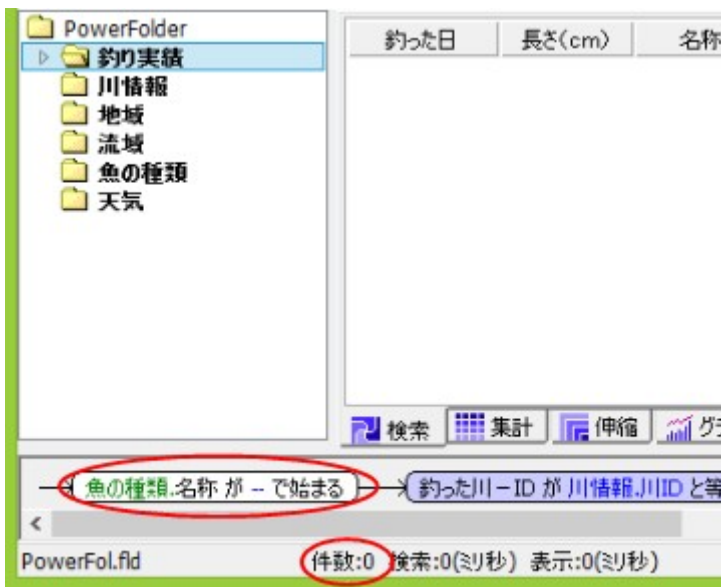 PowerFolder
釣り実績
川情報
地域
流域
魚の種類
天気
釣った日 長さ(cm) 名称
検索 集計 伸縮 グラ
魚の種類.名称 が -- で始まる 釣った川-ID が 川情報.川ID と等
PowerFol.fld 件数:0 検索:0(ミリ秒) 表示:0(ミリ秒)